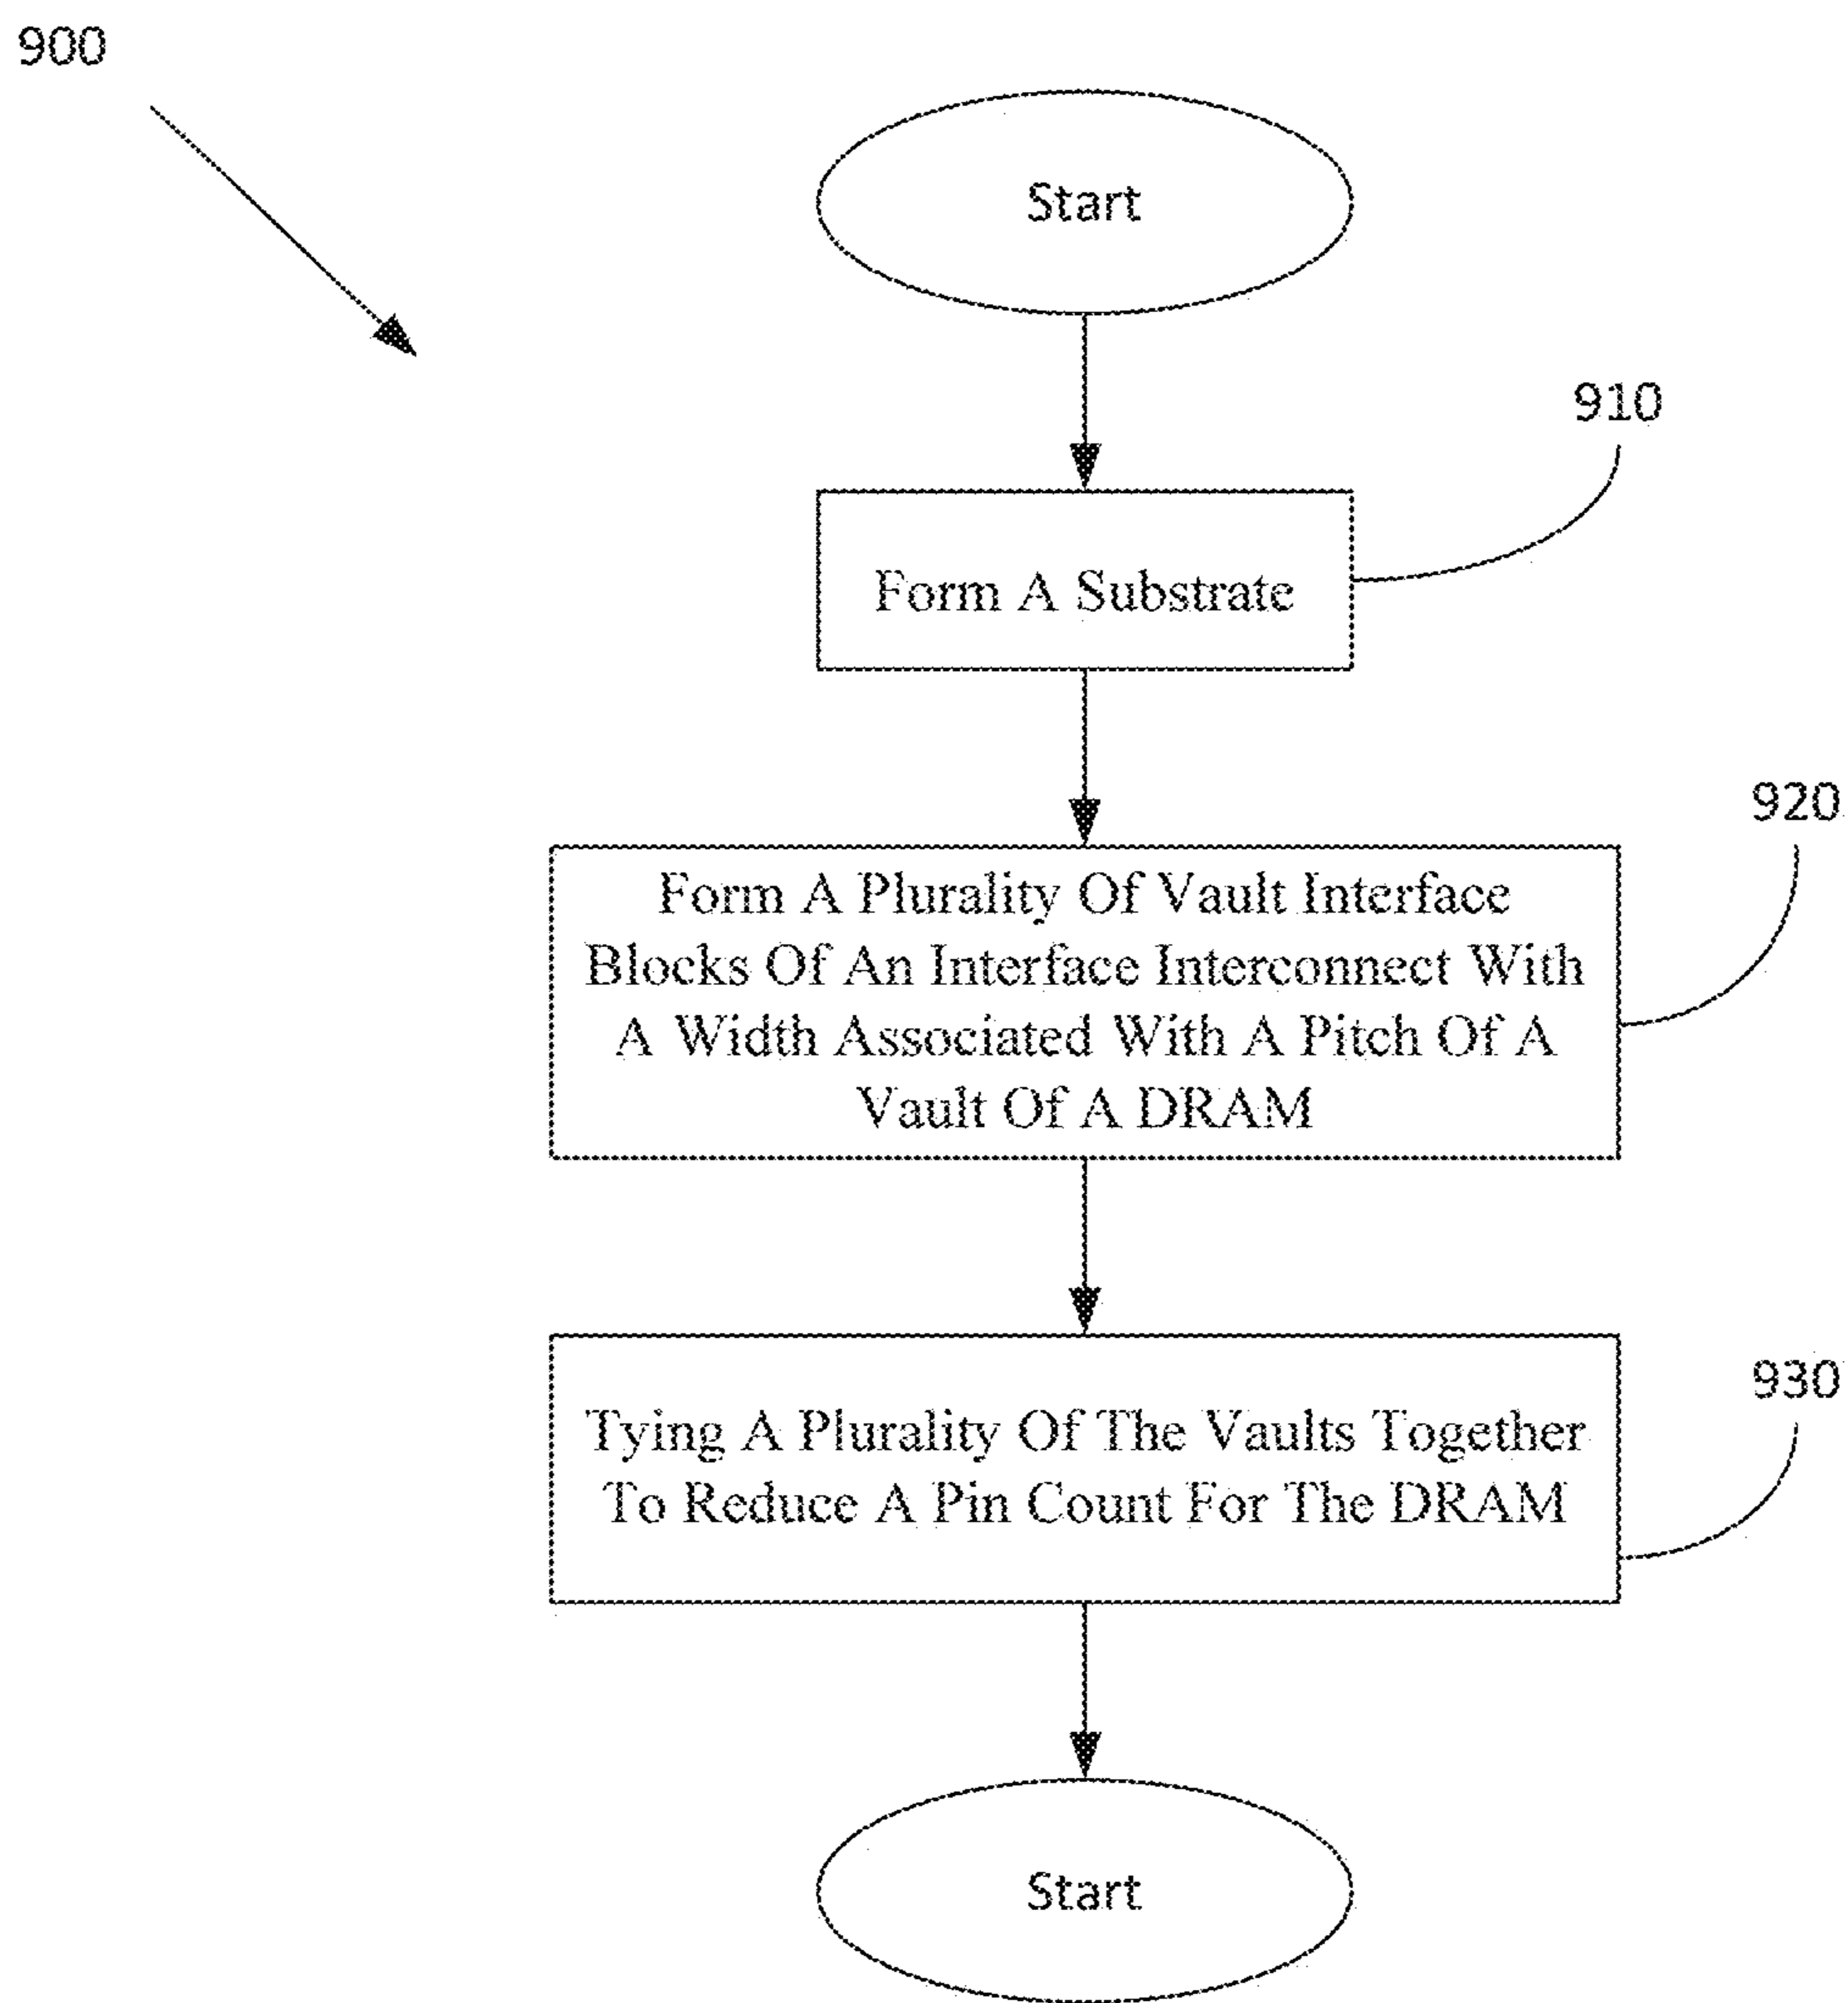 900
Start
910
Form A Substrate
920
Form A Plurality Of Vault Interface
Blocks Of An Interface Interconnect With
A Width Associated With A Pitch Of A
Vault Of A DRAM
930
Tying A Plurality Of The Vaults Together
To Reduce A Pin Count For The DRAM
Start